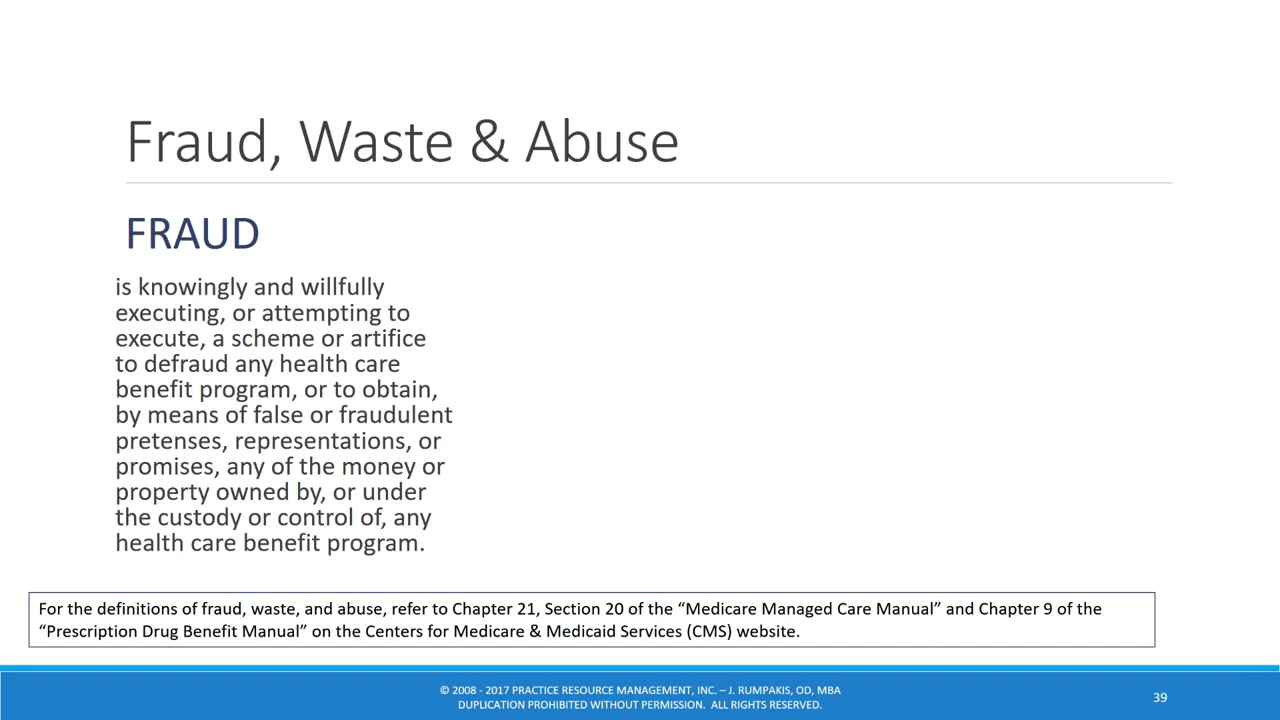 Fraud, Waste & Abuse
FRAUD
is knowingly and willfully
executing, or attempting to
execute, a scheme or artifice
to defraud any health care
benefit program, or to obtain,
by means of false or fraudulent
pretenses, representations, or
promises, any of the money or
property owned by, or under
the custody or control of, any
health care benefit program.
For the definitions of fraud, waste, and abuse, refer to Chapter 21, Section 20 of the “Medicare Managed Care Manual” and Chapter 9 of the
“Prescription Drug Benefit Manual” on the Centers for Medicare & Medicaid Services (CMS) website.
© 2008 - 2017 PRACTICE RESOURCE MANAGEMENT, INC. – J. RUMPAKIS, OD, MBA
DUPLICATION PROHIBITED WITHOUT PERMISSION. ALL RIGHTS RESERVED.
39